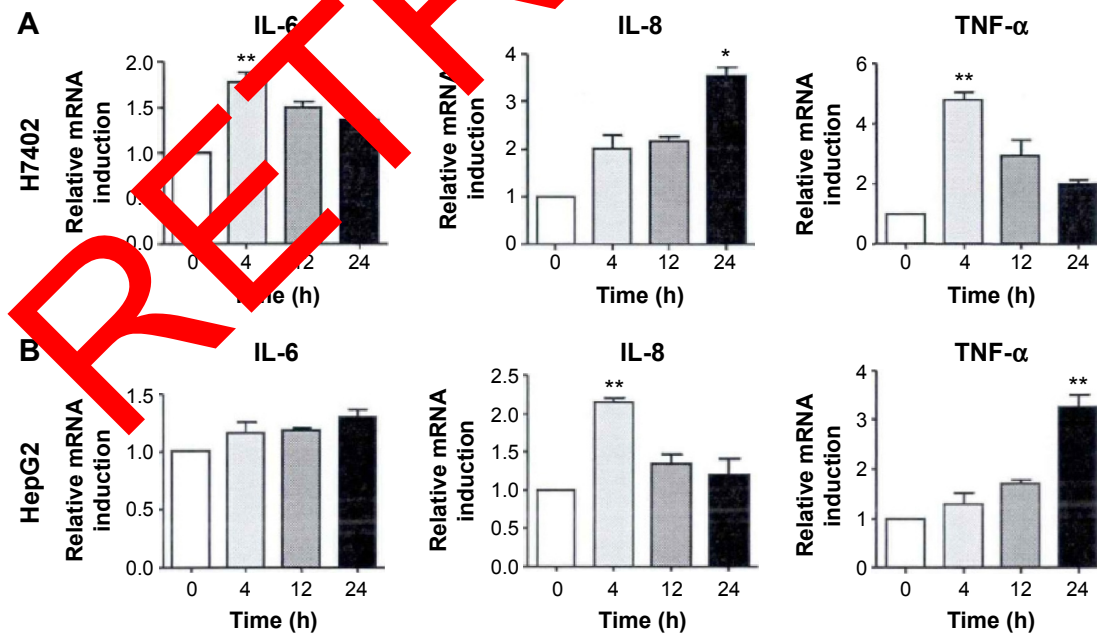 A
IL-6
IL-8
TNF-α
H7402
Relative mRNA
induction
2.0
1.5
1.0
0.0
**
0 4 12 24
Time (h)
Relative mRNA
induction
4
3
2
1
0
*
0 4 12 24
Time (h)
Relative mRNA
induction
6
4
2
0
**
0 4 12 24
Time (h)
B
IL-6
IL-8
TNF-α
HepG2
Relative mRNA
induction
1.5
1.0
0.5
0.0
0 4 12 24
Time (h)
Relative mRNA
induction
2.5
2.0
1.5
1.0
0.5
0.0
**
0 4 12 24
Time (h)
Relative mRNA
induction
4
3
2
1
0
**
0 4 12 24
Time (h)
RETR